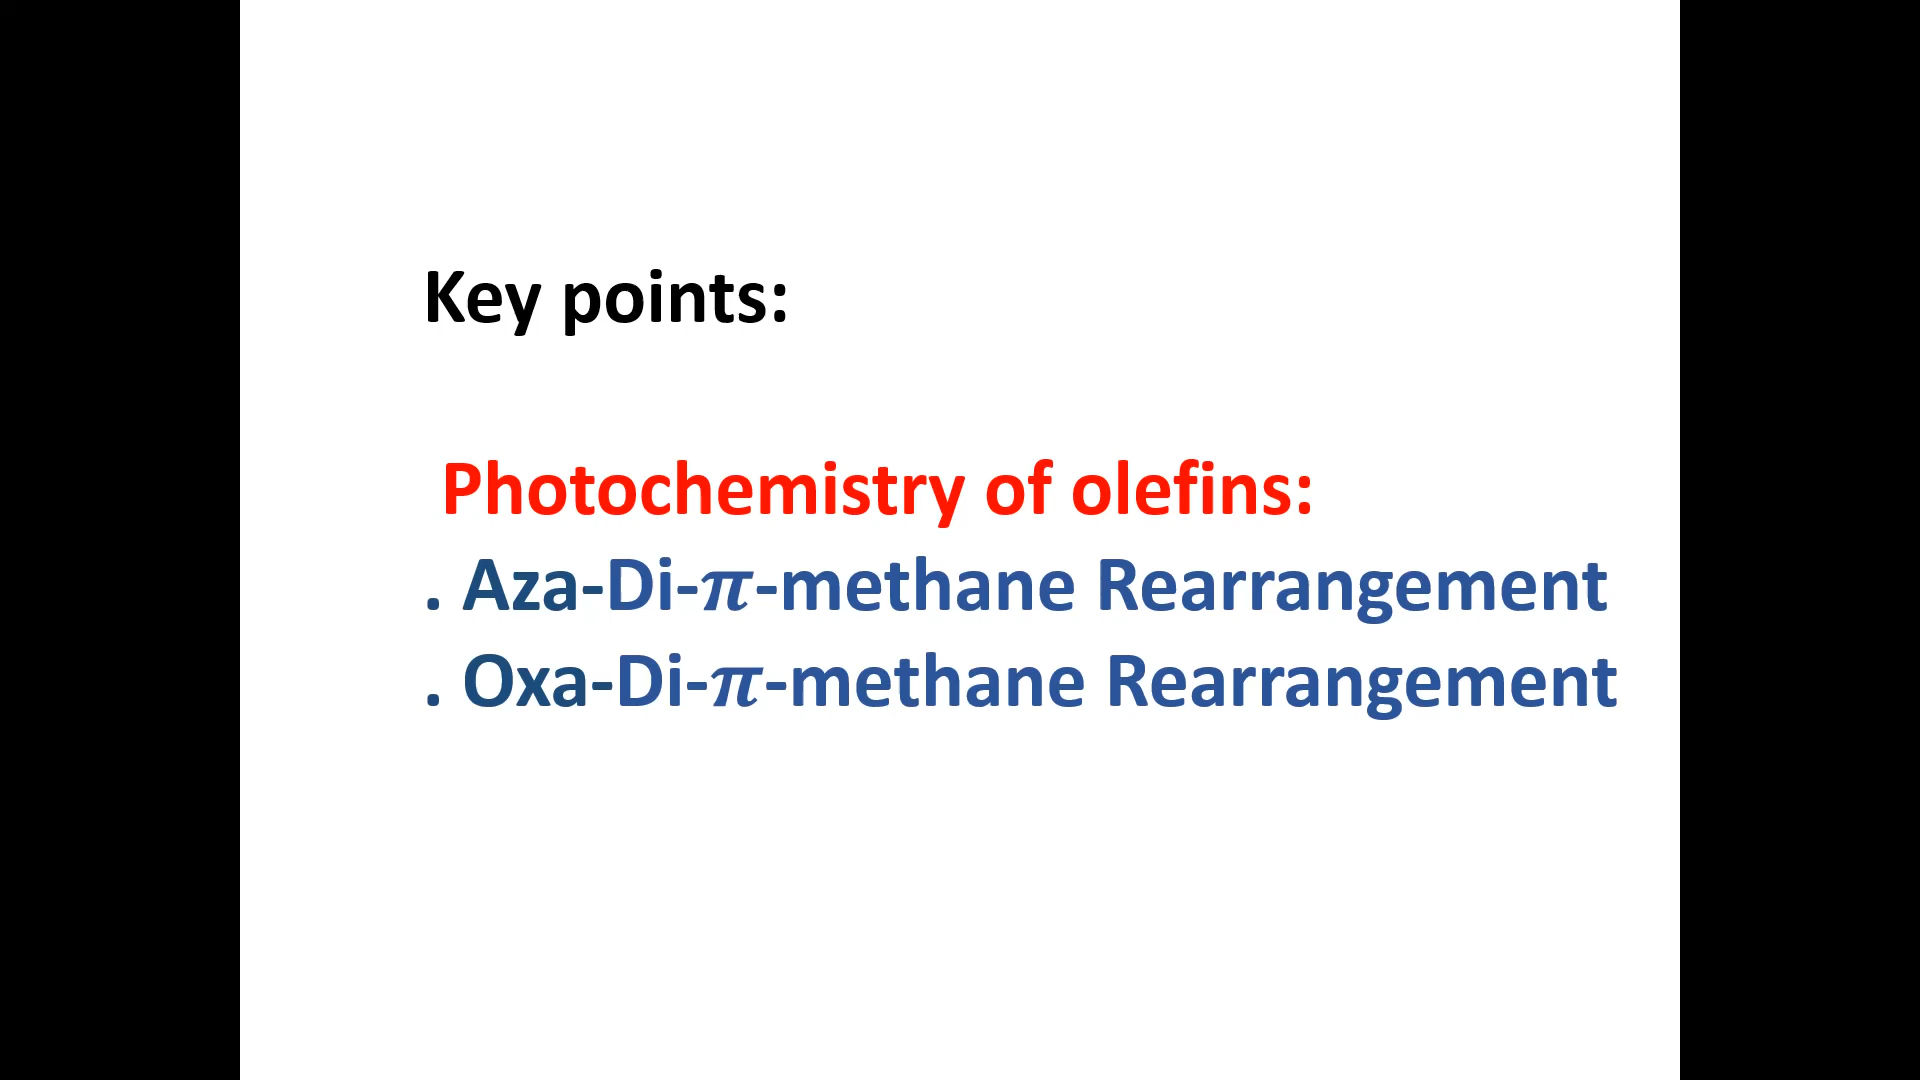 Key points:
Photochemistry of olefins:
. Aza-Di-π-methane Rearrangement
. Oxa-Di-π-methane Rearrangement